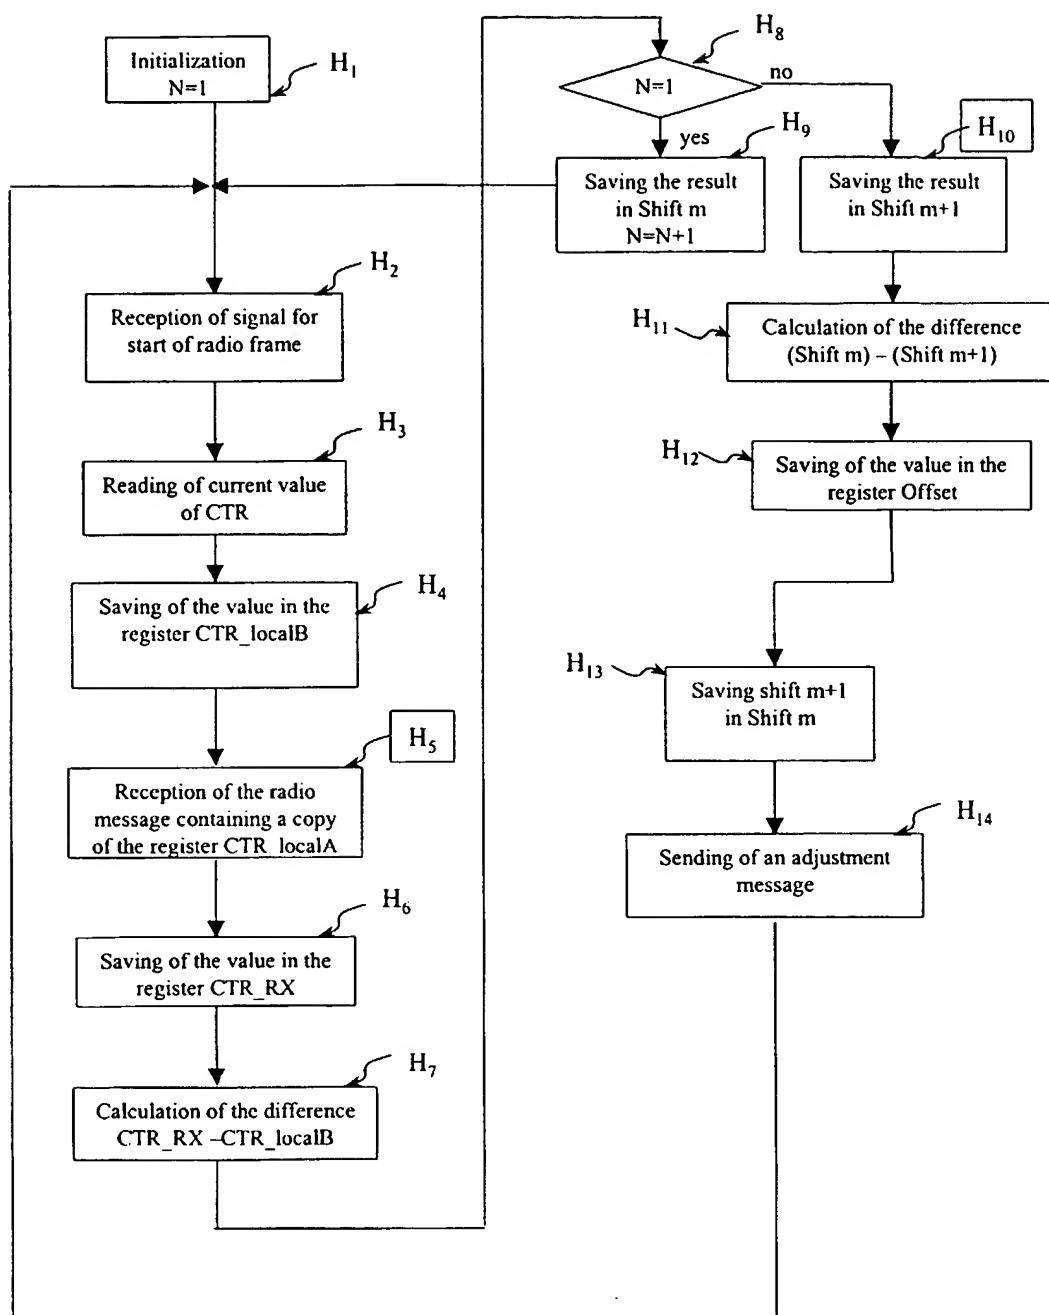 Initialization
N=1
H1
Reception of signal for
start of radio frame
H2
Reading of current value
of CTR
H3
Saving of the value in the
register CTR_localB
H4
Reception of the radio
message containing a copy
of the register CTR_localA
H5
Saving of the value in the
register CTR_RX
H6
Calculation of the difference
CTR_RX –CTR_localB
H7
N=1
H8
no
yes
Saving the result
in Shift m
N=N+1
H9
Saving the result
in Shift m+1
H10
Calculation of the difference
(Shift m) – (Shift m+1)
H11
Saving of the value in the
register Offset
H12
Saving shift m+1
in Shift m
H13
Sending of an adjustment
message
H14